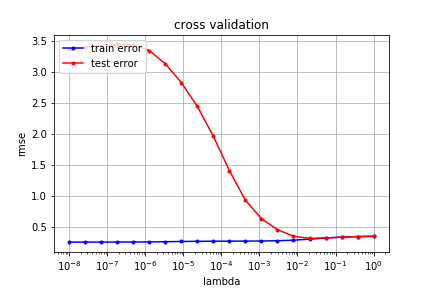 cross validation
train error
test error
3.5
3.0
2.5
2.0
1.5
1.0
0.5
rmse
10⁻⁸ 10⁻⁷ 10⁻⁶ 10⁻⁵ 10⁻⁴ 10⁻³ 10⁻² 10⁻¹ 10⁰
lambda